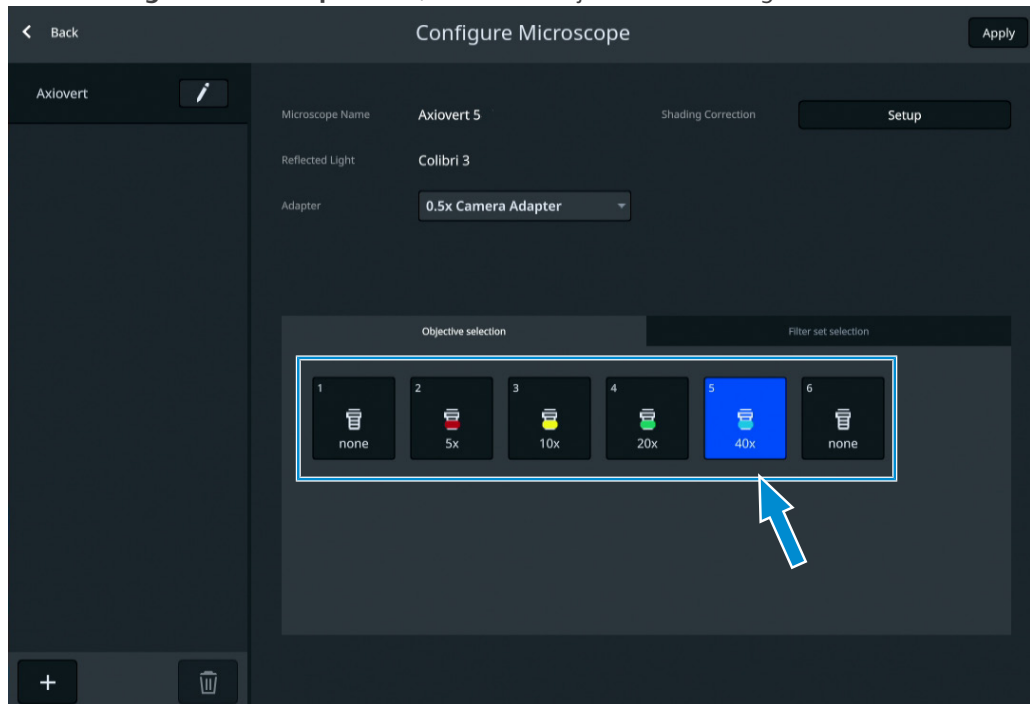 Back
Configure Microscope
Apply
Axiovert
Microscope Name
Axiovert 5
Shading Correction
Setup
Reflected Light
Colibri 3
Adapter
0.5x Camera Adapter
Objective selection
Filter set selection
1
none
2
5x
3
10x
4
20x
5
40x
6
none